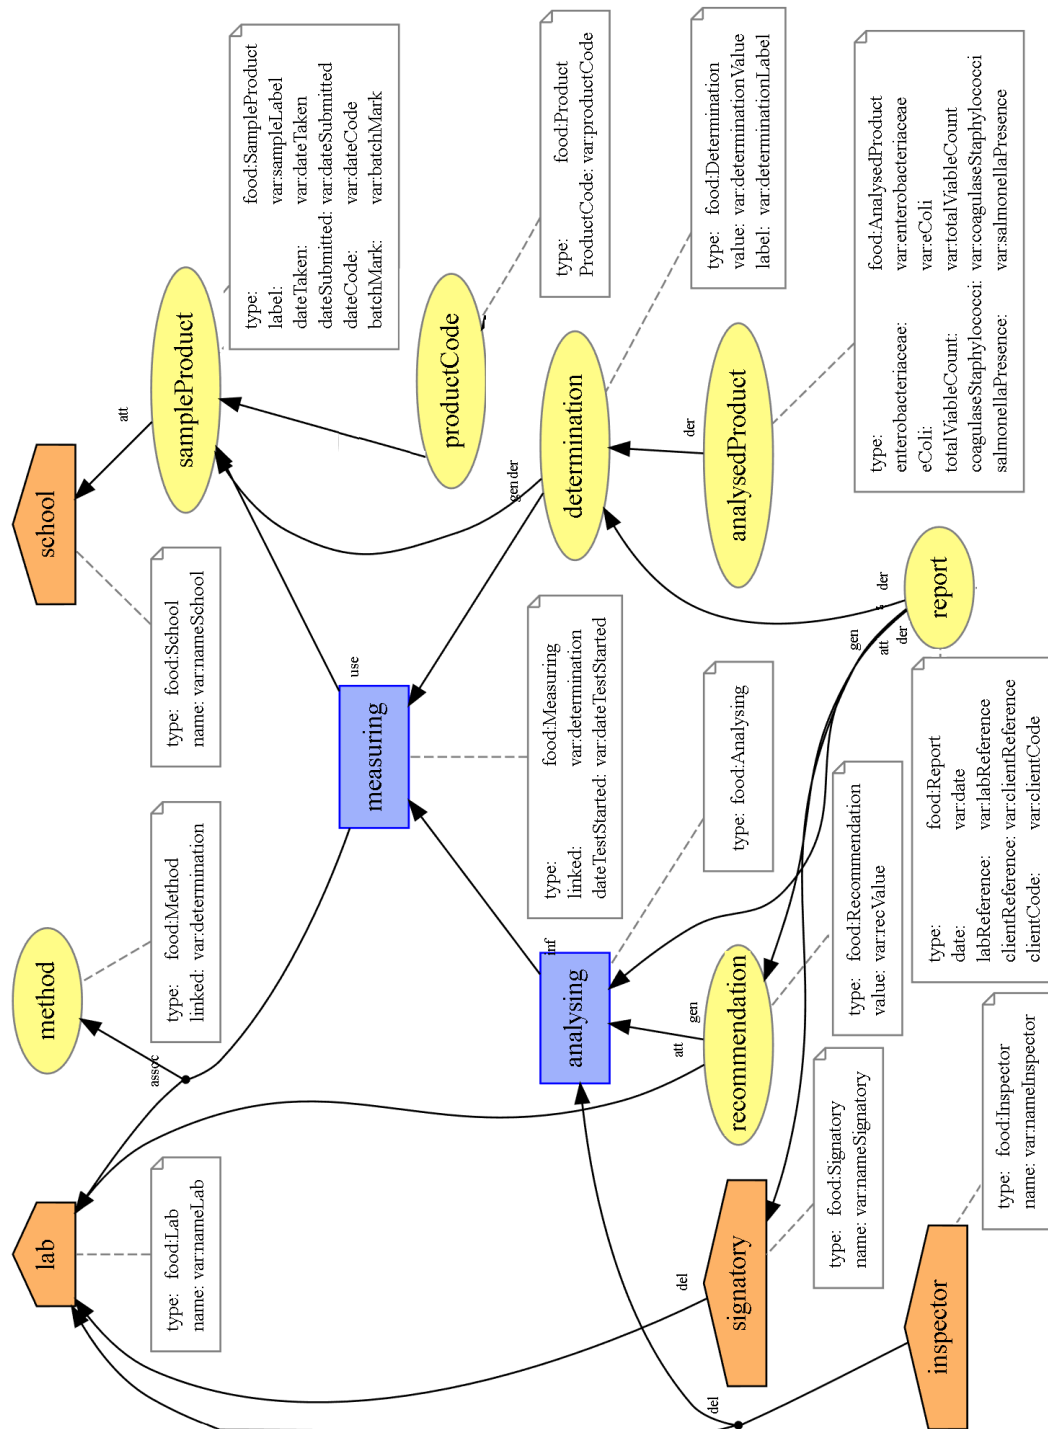 lab
type: food:Lab
name: var:nameLab
method
type: food:Method
linked: var:determination
assoc
school
type: food:School
name: var:nameSchool
att
sampleProduct
type: food:SampleProduct
label: var:sampleLabel
dateTaken: var:dateTaken
dateSubmitted: var:dateSubmitted
dateCode: var:dateCode
batchMark: var:batchMark
measuring
use
type: food:Measuring
linked: var:determination
dateTestStarted: var:dateTestStarted
productCode
type: food:Product
ProductCode: var:productCode
gen
der
determination
type: food:Determination
value: var:determinationValue
label: var:determinationLabel
analysing
inf
type: food:Analysing
der
analysedProduct
type: food:AnalysedProduct
enterobacteriaceae: var:enterobacteriaceae
eColi: var:eColi
totalViableCount: var:totalViableCount
coagulaseStaphylococci: var:coagulaseStaphylococci
salmonellaPresence: var:salmonellaPresence
att
gen
recommendation
type: food:Recommendation
value: var:recValue
gen
att
der
der
report
type: food:Report
date: var:date
labReference: var:labReference
clientReference: var:clientReference
clientCode: var:clientCode
del
signatory
type: food:Signatory
name: var:nameSignatory
del
inspector
type: food:Inspector
name: var:nameInspector